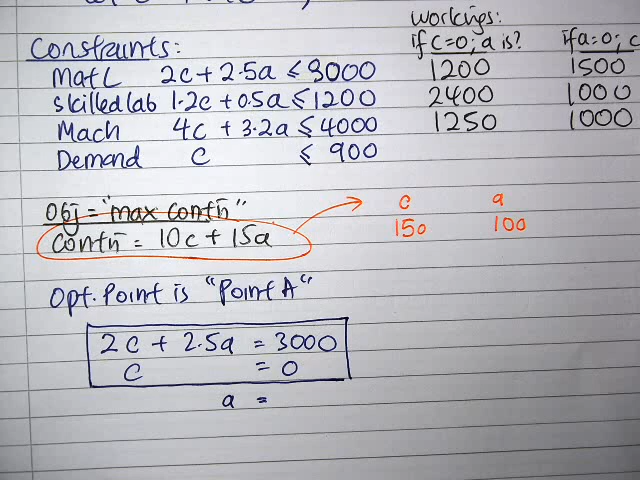 workings:
Constraints: if C=0; a is? if a=0; c
Mat L 2c + 2.5a ≤ 3000 1200 1500
skilled lab 1.2c + 0.5a ≤ 1200 2400 1000
Mach 4c + 3.2a ≤ 4000 1250 1000
Demand C ≤ 900
Obj = "max contn̄" c a
contn̄ = 10c + 15a 150 100
Opt. Point is "Point A"
2c + 2.5a = 3000
C = 0
a =